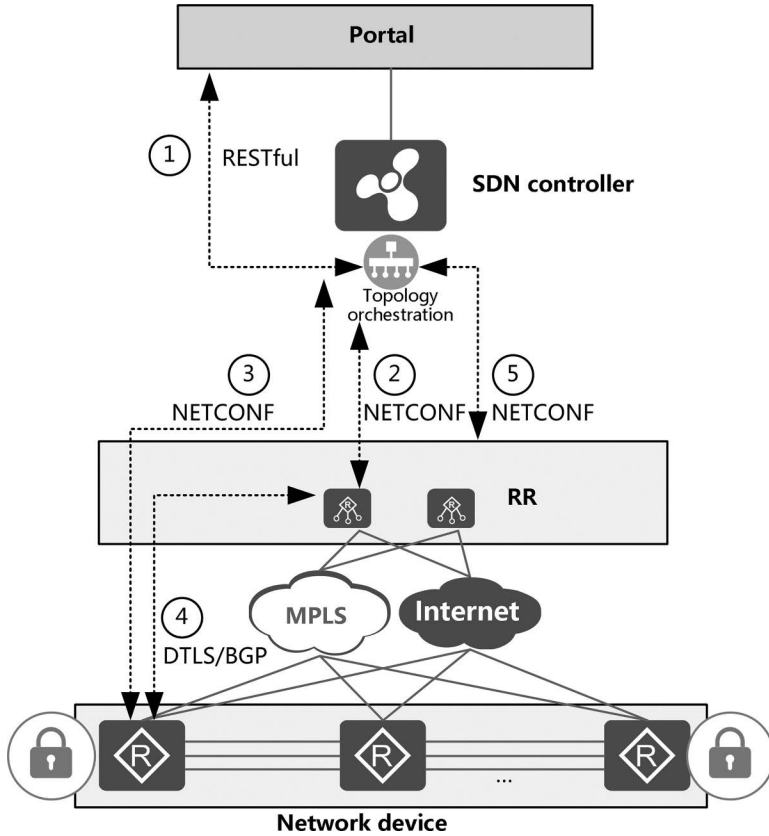 Portal
1
RESTful
SDN controller
Topology
orchestration
3
2
5
NETCONF
NETCONF
NETCONF
R
R
RR
MPLS
Internet
4
DTLS/BGP
R
R
R
...
Network device